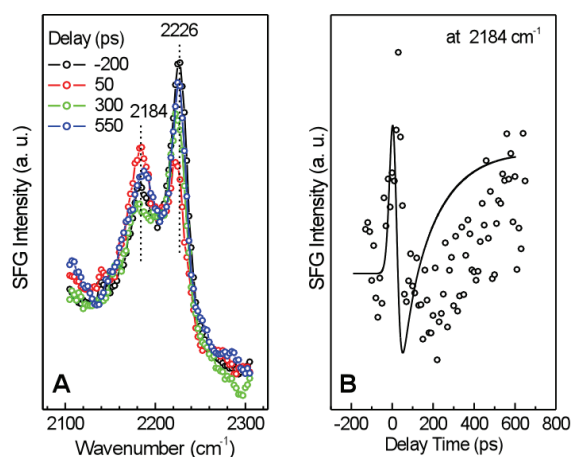 Delay (ps)
-200
50
300
550
2226
2184
SFG Intensity (a. u.)
A
2100 2200 2300
Wavenumber (cm⁻¹)
at 2184 cm⁻¹
SFG Intensity (a. u.)
B
-200 0 200 400 600 800
Delay Time (ps)